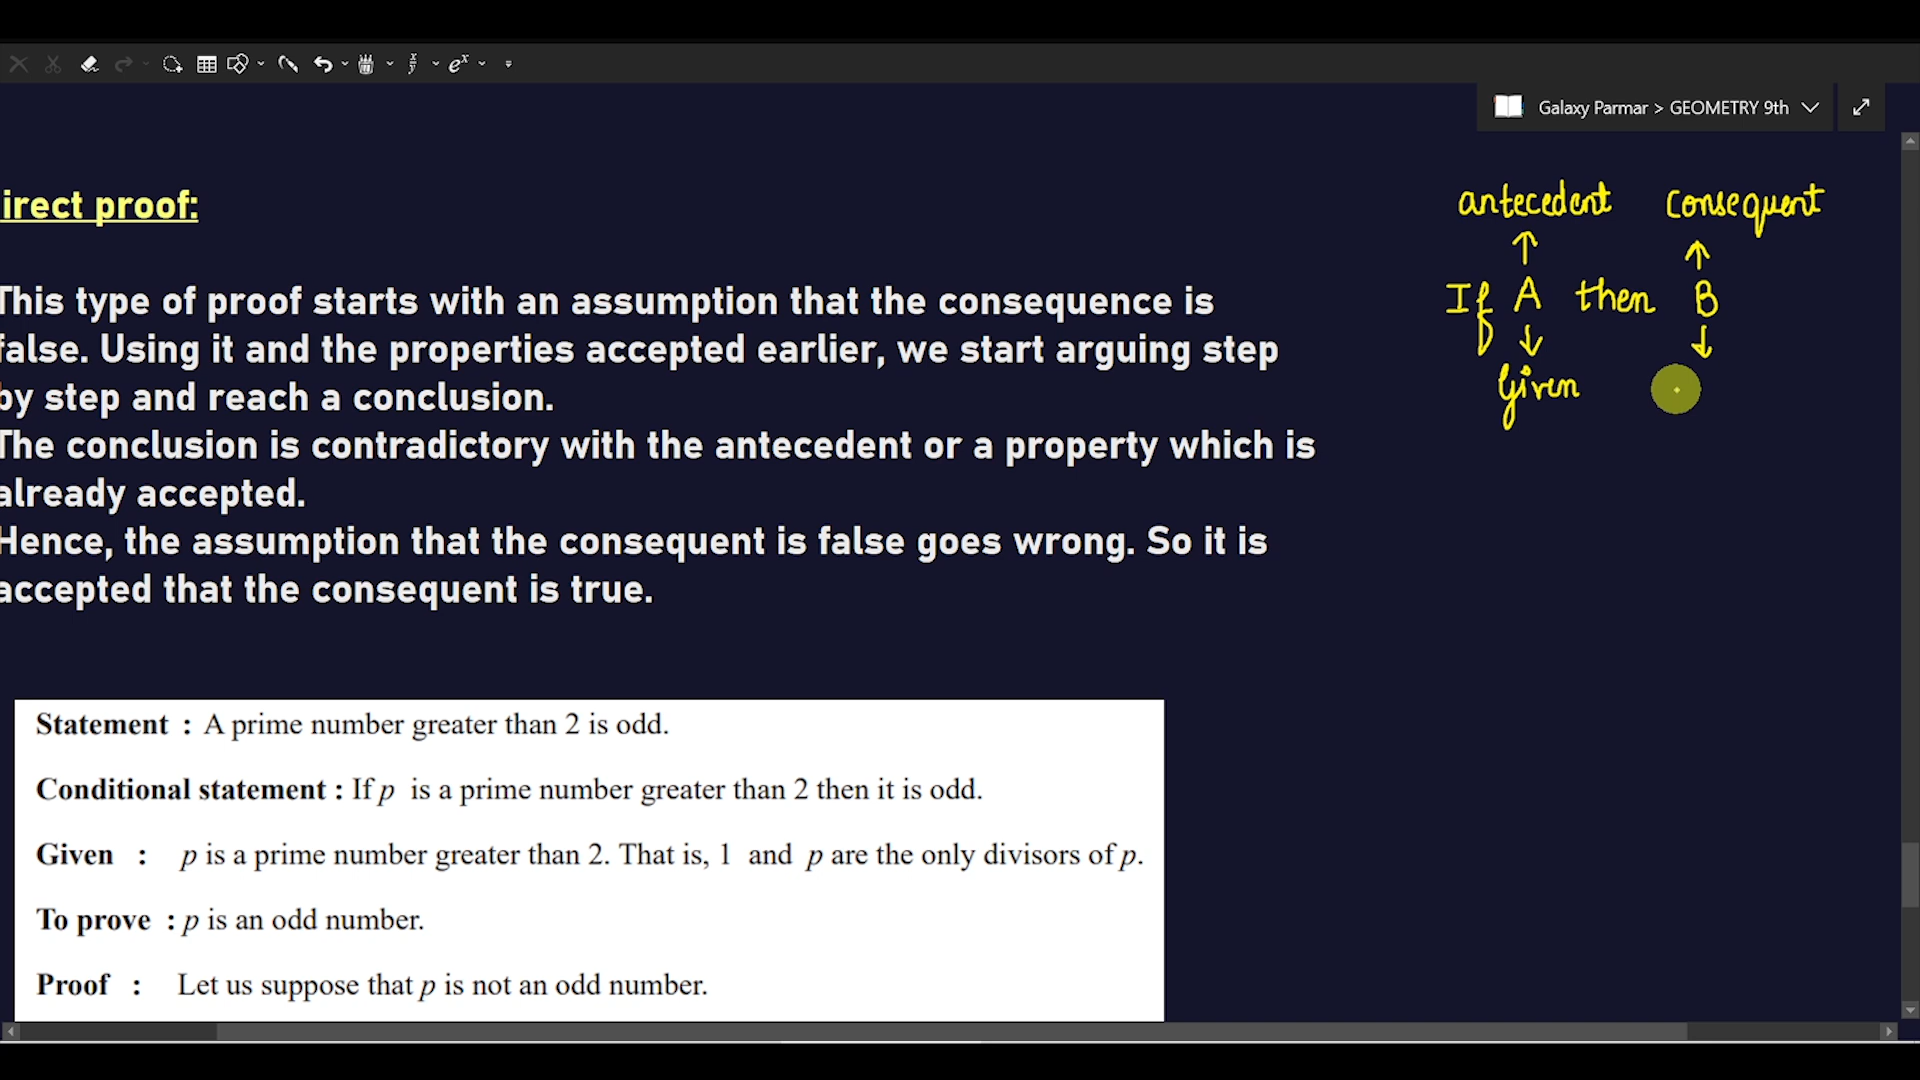 Galaxy Parmar > GEOMETRY 9th
irect proof:
antecedent consequent
If A then B
Given
This type of proof starts with an assumption that the consequence is
false. Using it and the properties accepted earlier, we start arguing step
by step and reach a conclusion.
The conclusion is contradictory with the antecedent or a property which is
already accepted.
Hence, the assumption that the consequent is false goes wrong. So it is
accepted that the consequent is true.
Statement : A prime number greater than 2 is odd.
Conditional statement : If p is a prime number greater than 2 then it is odd.
Given : p is a prime number greater than 2. That is, 1 and p are the only divisors of p.
To prove : p is an odd number.
Proof : Let us suppose that p is not an odd number.